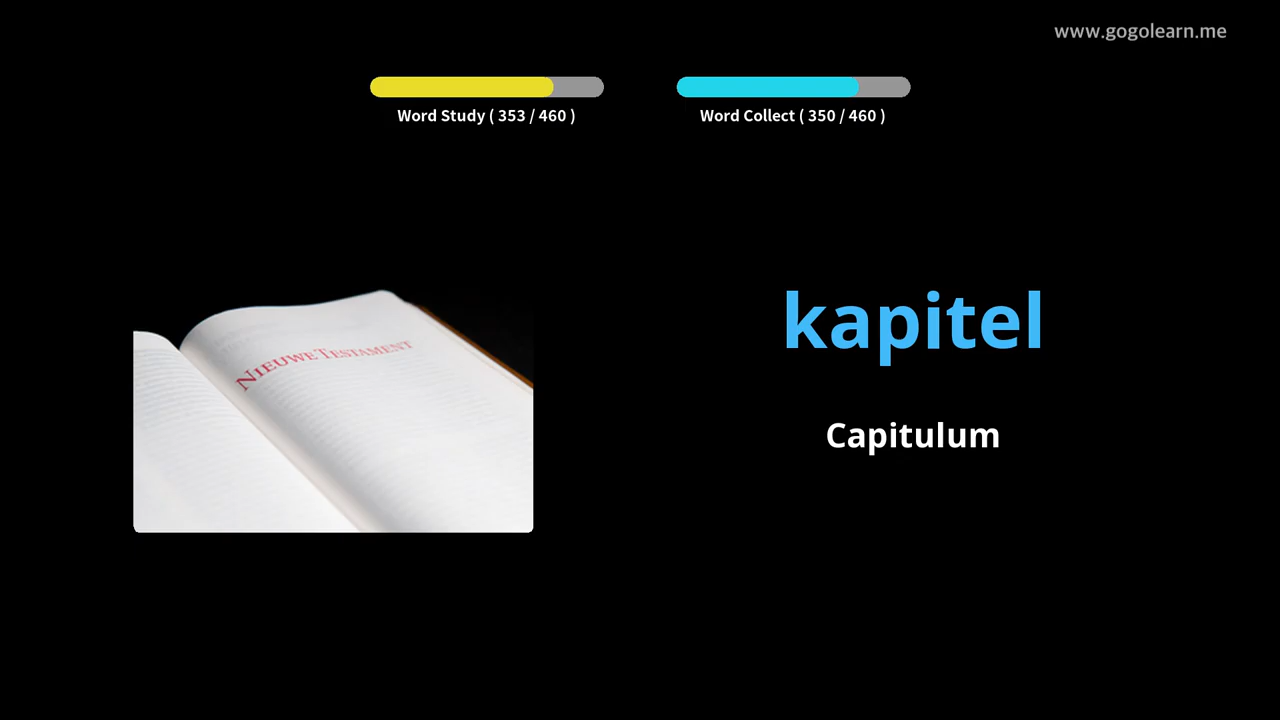 www.gogolearn.me
Word Study ( 353 / 460 )
Word Collect ( 350 / 460 )
NIEUWE TESTAMENT
kapitel
Capitulum